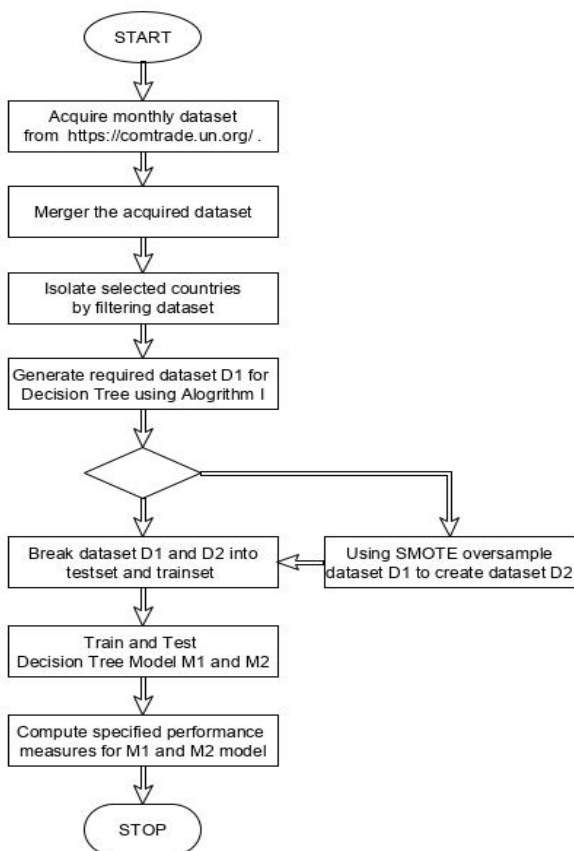 START
Acquire monthly dataset
from https://comtrade.un.org/ .
Merger the acquired dataset
Isolate selected countries
by filtering dataset
Generate required dataset D1 for
Decision Tree using Alogrithm I
Break dataset D1 and D2 into
testset and trainset
Using SMOTE oversample
dataset D1 to create dataset D2
Train and Test
Decision Tree Model M1 and M2
Compute specified performance
measures for M1 and M2 model
STOP